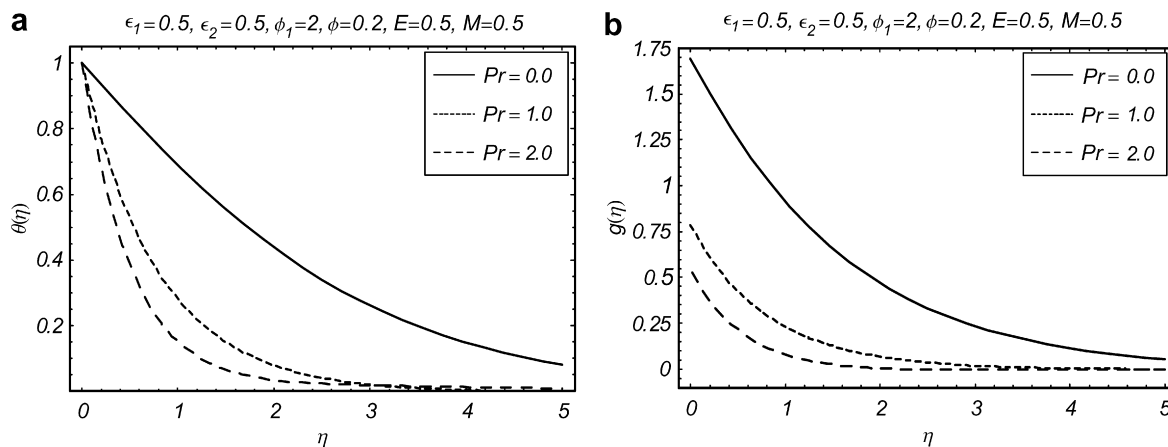 a
ϵ1=0.5, ϵ2=0.5, ϕ1=2, ϕ=0.2, E=0.5, M=0.5
1
0.8
0.6
0.4
0.2
θ(η)
Pr = 0.0
Pr = 1.0
Pr = 2.0
0 1 2 3 4 5
η
b
ϵ1=0.5, ϵ2=0.5, ϕ1=2, ϕ=0.2, E=0.5, M=0.5
1.75
1.5
1.25
1
0.75
0.5
0.25
0
g(η)
Pr = 0.0
Pr = 1.0
Pr = 2.0
0 1 2 3 4 5
η